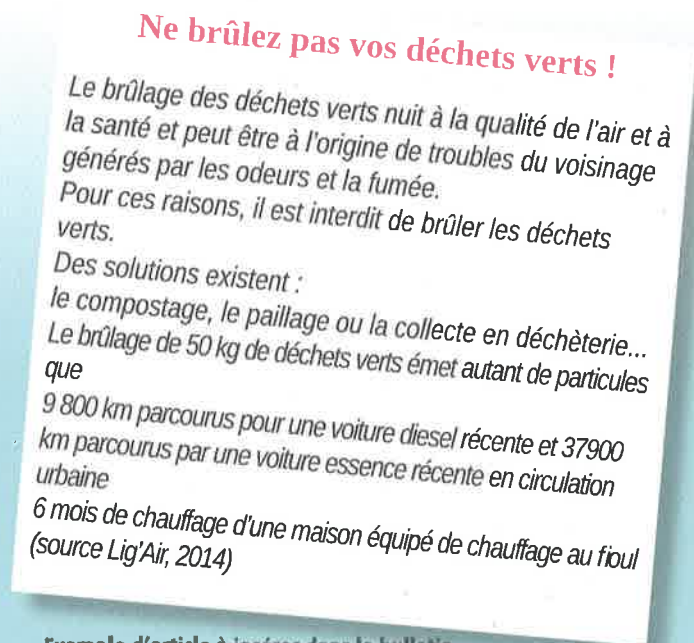 Ne brûlez pas vos déchets verts !
Le brûlage des déchets verts nuit à la qualité de l'air et à
la santé et peut être à l'origine de troubles du voisinage
générés par les odeurs et la fumée.
Pour ces raisons, il est interdit de brûler les déchets
verts.
Des solutions existent :
le compostage, le paillage ou la collecte en déchèterie...
Le brûlage de 50 kg de déchets verts émet autant de particules
que
9 800 km parcourus pour une voiture diesel récente et 37900
km parcourus par une voiture essence récente en circulation
urbaine
6 mois de chauffage d'une maison équipé de chauffage au fioul
(source Lig'Air, 2014)